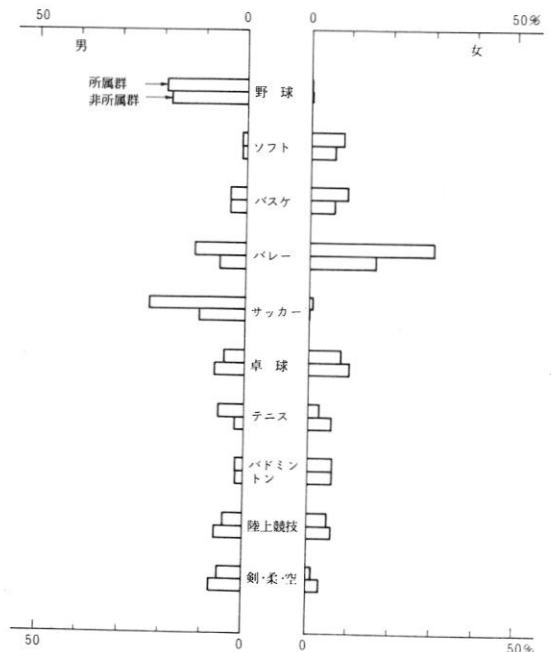 50 0 0 50%
男 女
所属群
非所属群
野 球
ソフト
バスケ
バレー
サッカー
卓 球
テニス
バドミン
トン
陸上競技
剣・柔・空
50 0 0 50%